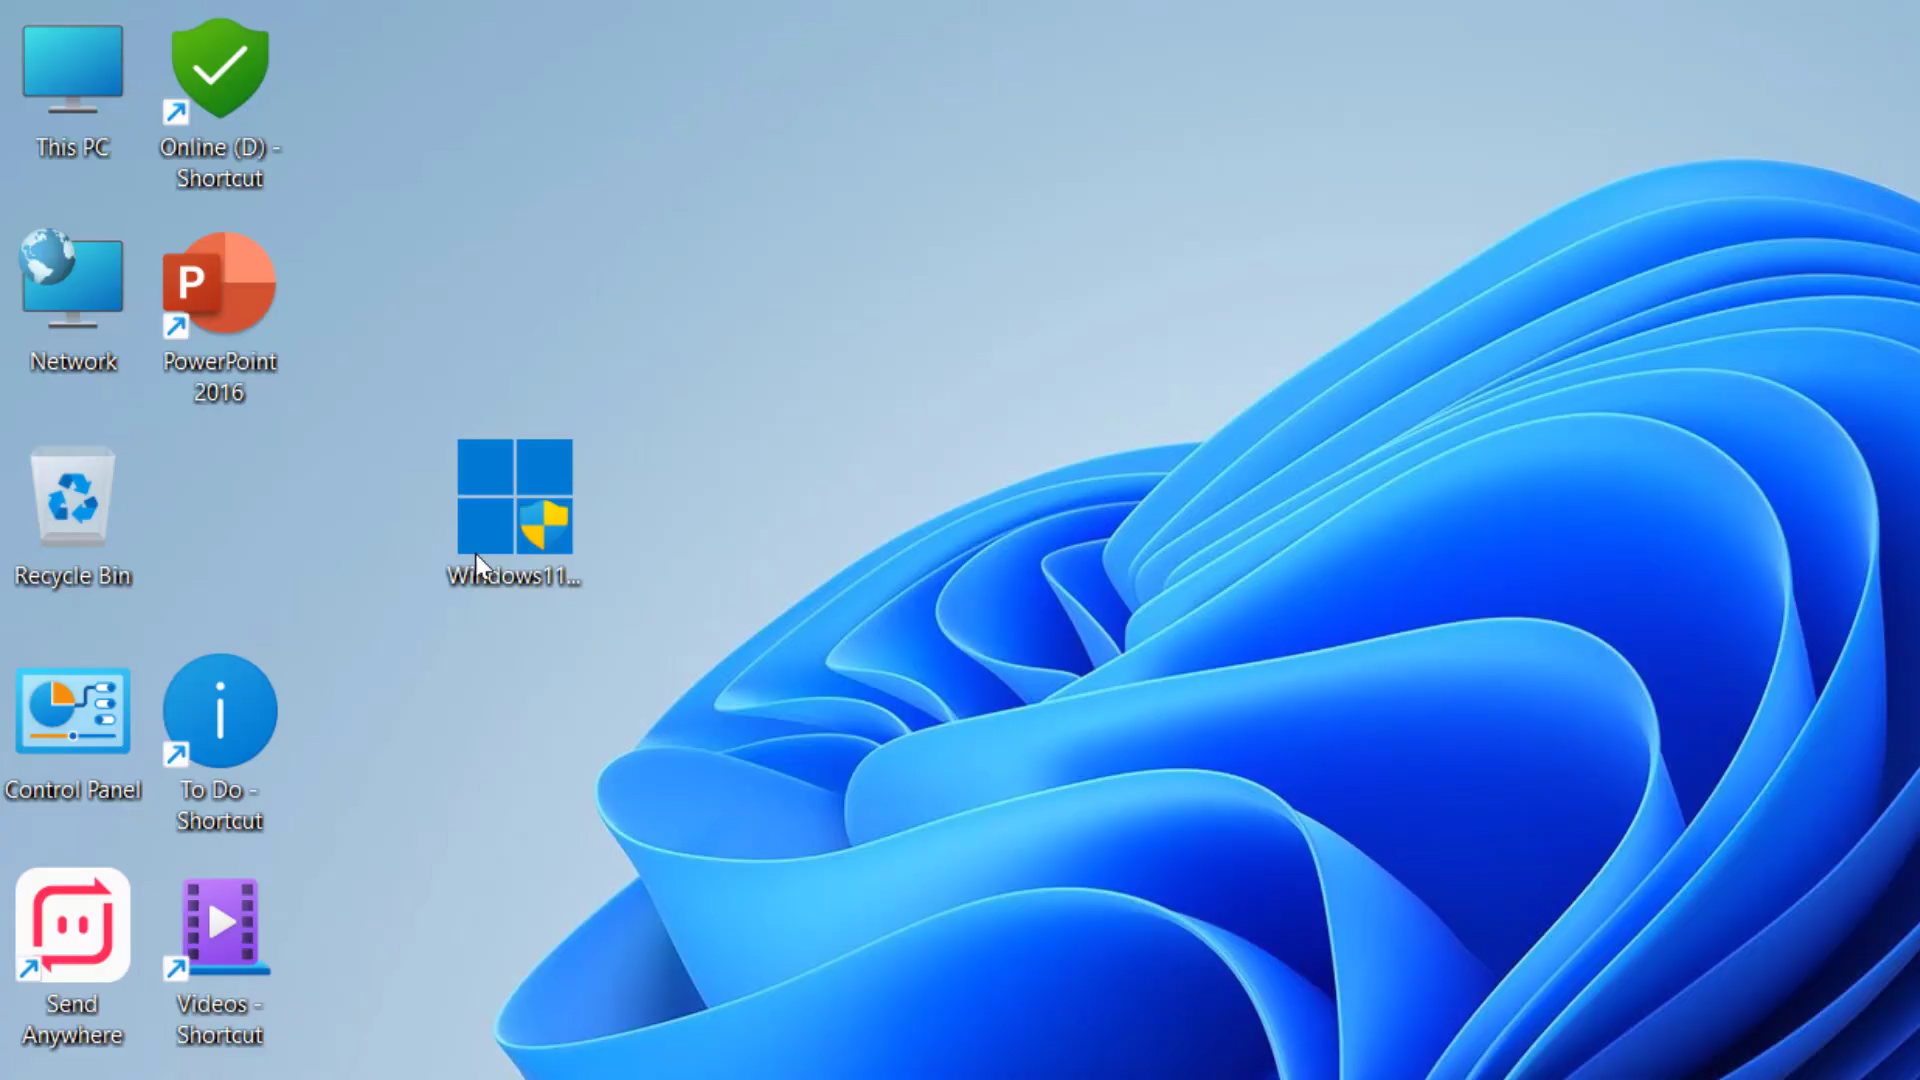 This PC
Online (D) -
Shortcut
Network
P
PowerPoint
2016
Recycle Bin
Windows11...
Control Panel
To Do -
Shortcut
Send
Anywhere
Videos -
Shortcut